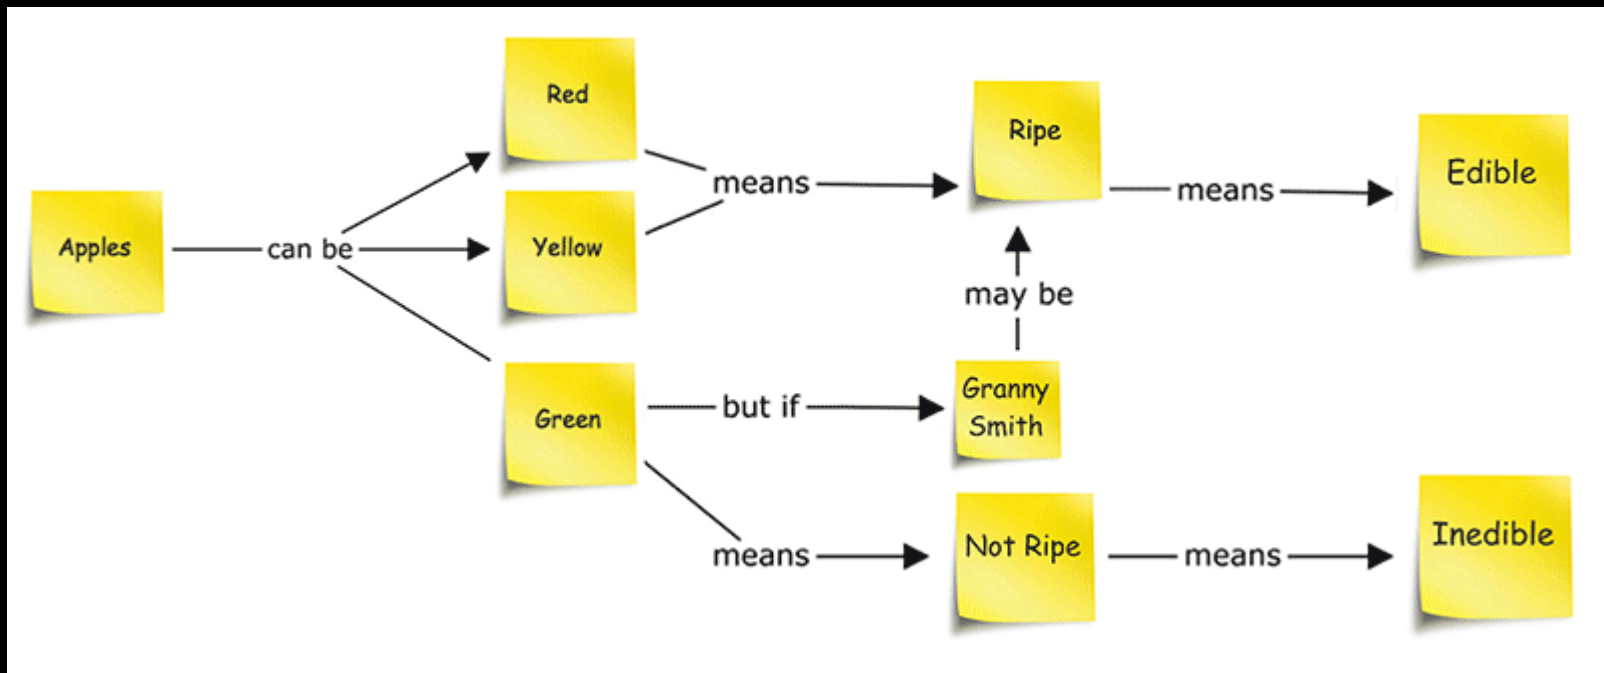 Apples
can be
Red
Yellow
Green
means
but if
means
Ripe
may be
Granny
Smith
Not Ripe
means
means
Edible
Inedible